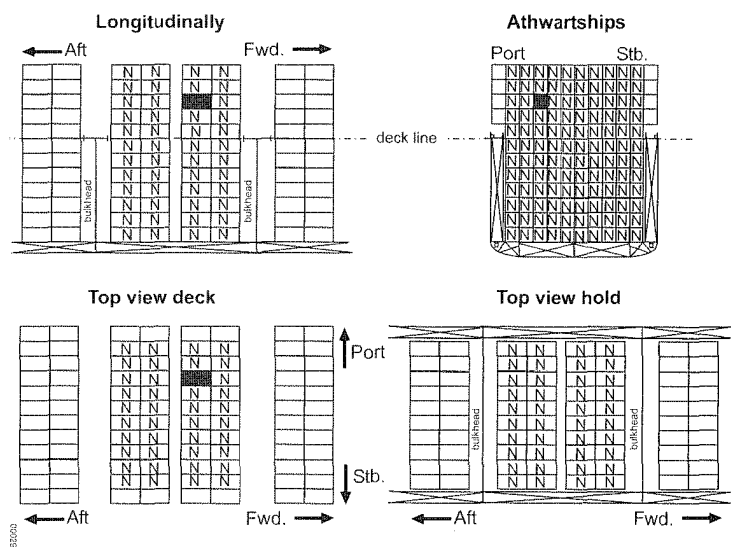 Longitudinally
Aft
Fwd.
N N N N
N N N N
N N N
N N N N
N N N N
N N N N
N N N N
N N N N
N N N N
N N N N
N N N N
N N N N
bulkhead
bulkhead
deck line
Athwartships
Port
Stb.
N N N N N N N N N N
N N N N N N N N N N
N N N N N N N N N
N N N N N N N N N N
N N N N N N N N N N
N N N N N N N N N N
N N N N N N N N N N
N N N N N N N N N N
N N N N N N N N N N
N N N N N N N N N N
N N N N N N N N N N
N N N N N N N N N N
Top view deck
Port
N N N N
N N N N
N N N
N N N N
N N N N
N N N N
N N N N
N N N N
N N N N
N N N N
Stb.
Aft
Fwd.
Top view hold
N N N N
N N N N
N N N N
N N N N
N N N N
N N N N
N N N N
N N N N
N N N N
N N N N
bulkhead
bulkhead
Aft
Fwd.